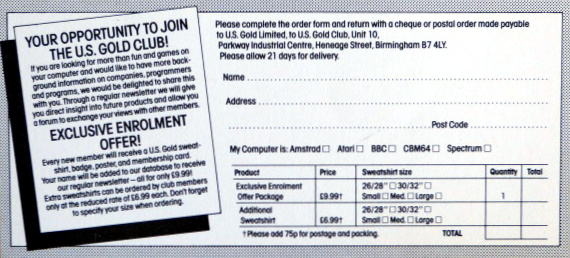 YOUR OPPORTUNITY TO JOIN
THE U.S. GOLD CLUB!
If you are looking for more than fun and games on
your computer and would like to have more back-
ground information on companies, programmers
and programs, we would be delighted to share this
with you. Through a regular newsletter we will give
you direct insight into future products and allow you
a forum to exchange your views with other members.
EXCLUSIVE ENROLMENT
OFFER!
Every new member will receive a U.S. Gold sweat-
shirt, badge, poster, and membership card.
Your name will be added to our database to receive
our regular newsletter – all for only £9.99!
Extra sweatshirts can be ordered by club members
only at the reduced rate of £6.99 each. Don't forget
to specify your size when ordering.
Please complete the order form and return with a cheque or postal order made payable
to U.S. Gold Limited, to U.S. Gold Club, Unit 10,
Parkway Industrial Centre, Heneage Street, Birmingham B7 4LY.
Please allow 21 days for delivery.
Name
Address
Post Code
My Computer is: Amstrad □ Atari □ BBC □ CBM64 □ Spectrum □
Product Price Sweatshirt size Quantity Total
Exclusive Enrolment 26/28" □ 30/32" □
Offer Package £9.99† Small □ Med. □ Large □ 1
Additional 26/28" □ 30/32" □
Sweatshirt £6.99† Small □ Med. □ Large □
†Please add 75p for postage and packing. TOTAL